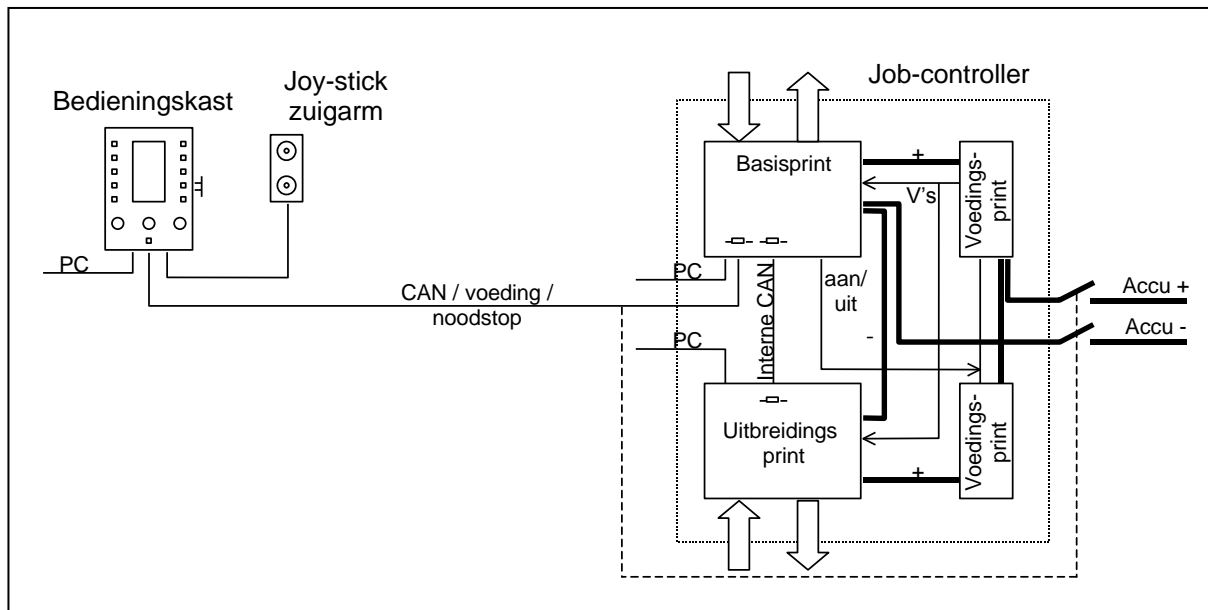 Bedieningskast
Joy-stick
zuigarm
Job-controller
Basisprint
+
V's
Voedings-
print
PC
CAN / voeding /
noodstop
PC
Interne CAN
aan/
uit
-
Accu +
Accu -
PC
Uitbreidings
print
+
Voedings-
print